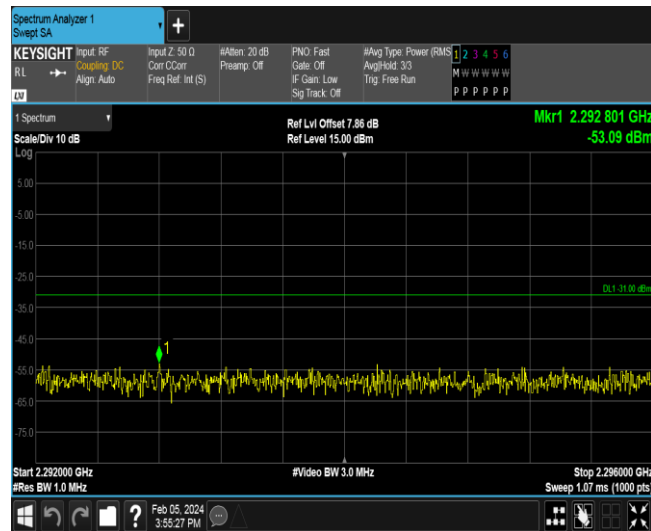 Spectrum Analyzer 1
Swept SA
+
KEYSIGHT
RL
LXI
Input: RF
Coupling: DC
Align: Auto
Input Z: 50 Ω
Corr CCorr
Freq Ref: Int (S)
#Atten: 20 dB
Preamp: Off
PNO: Fast
Gate: Off
IF Gain: Low
Sig Track: Off
#Avg Type: Power (RMS
Avg|Hold: 3/3
Trig: Free Run
1 2 3 4 5 6
M W W W W W
P P P P P P
1 Spectrum
Scale/Div 10 dB
Log
Ref Lvl Offset 7.86 dB
Ref Level 15.00 dBm
Mkr1 2.292 801 GHz
-53.09 dBm
5.00
-5.00
-15.0
-25.0
DL1 -31.00 dBm
-35.0
-45.0
1
-55.0
-65.0
-75.0
Start 2.292000 GHz
#Res BW 1.0 MHz
#Video BW 3.0 MHz
Stop 2.296000 GHz
Sweep 1.07 ms (1000 pts)
?
Feb 05, 2024
3:55:27 PM